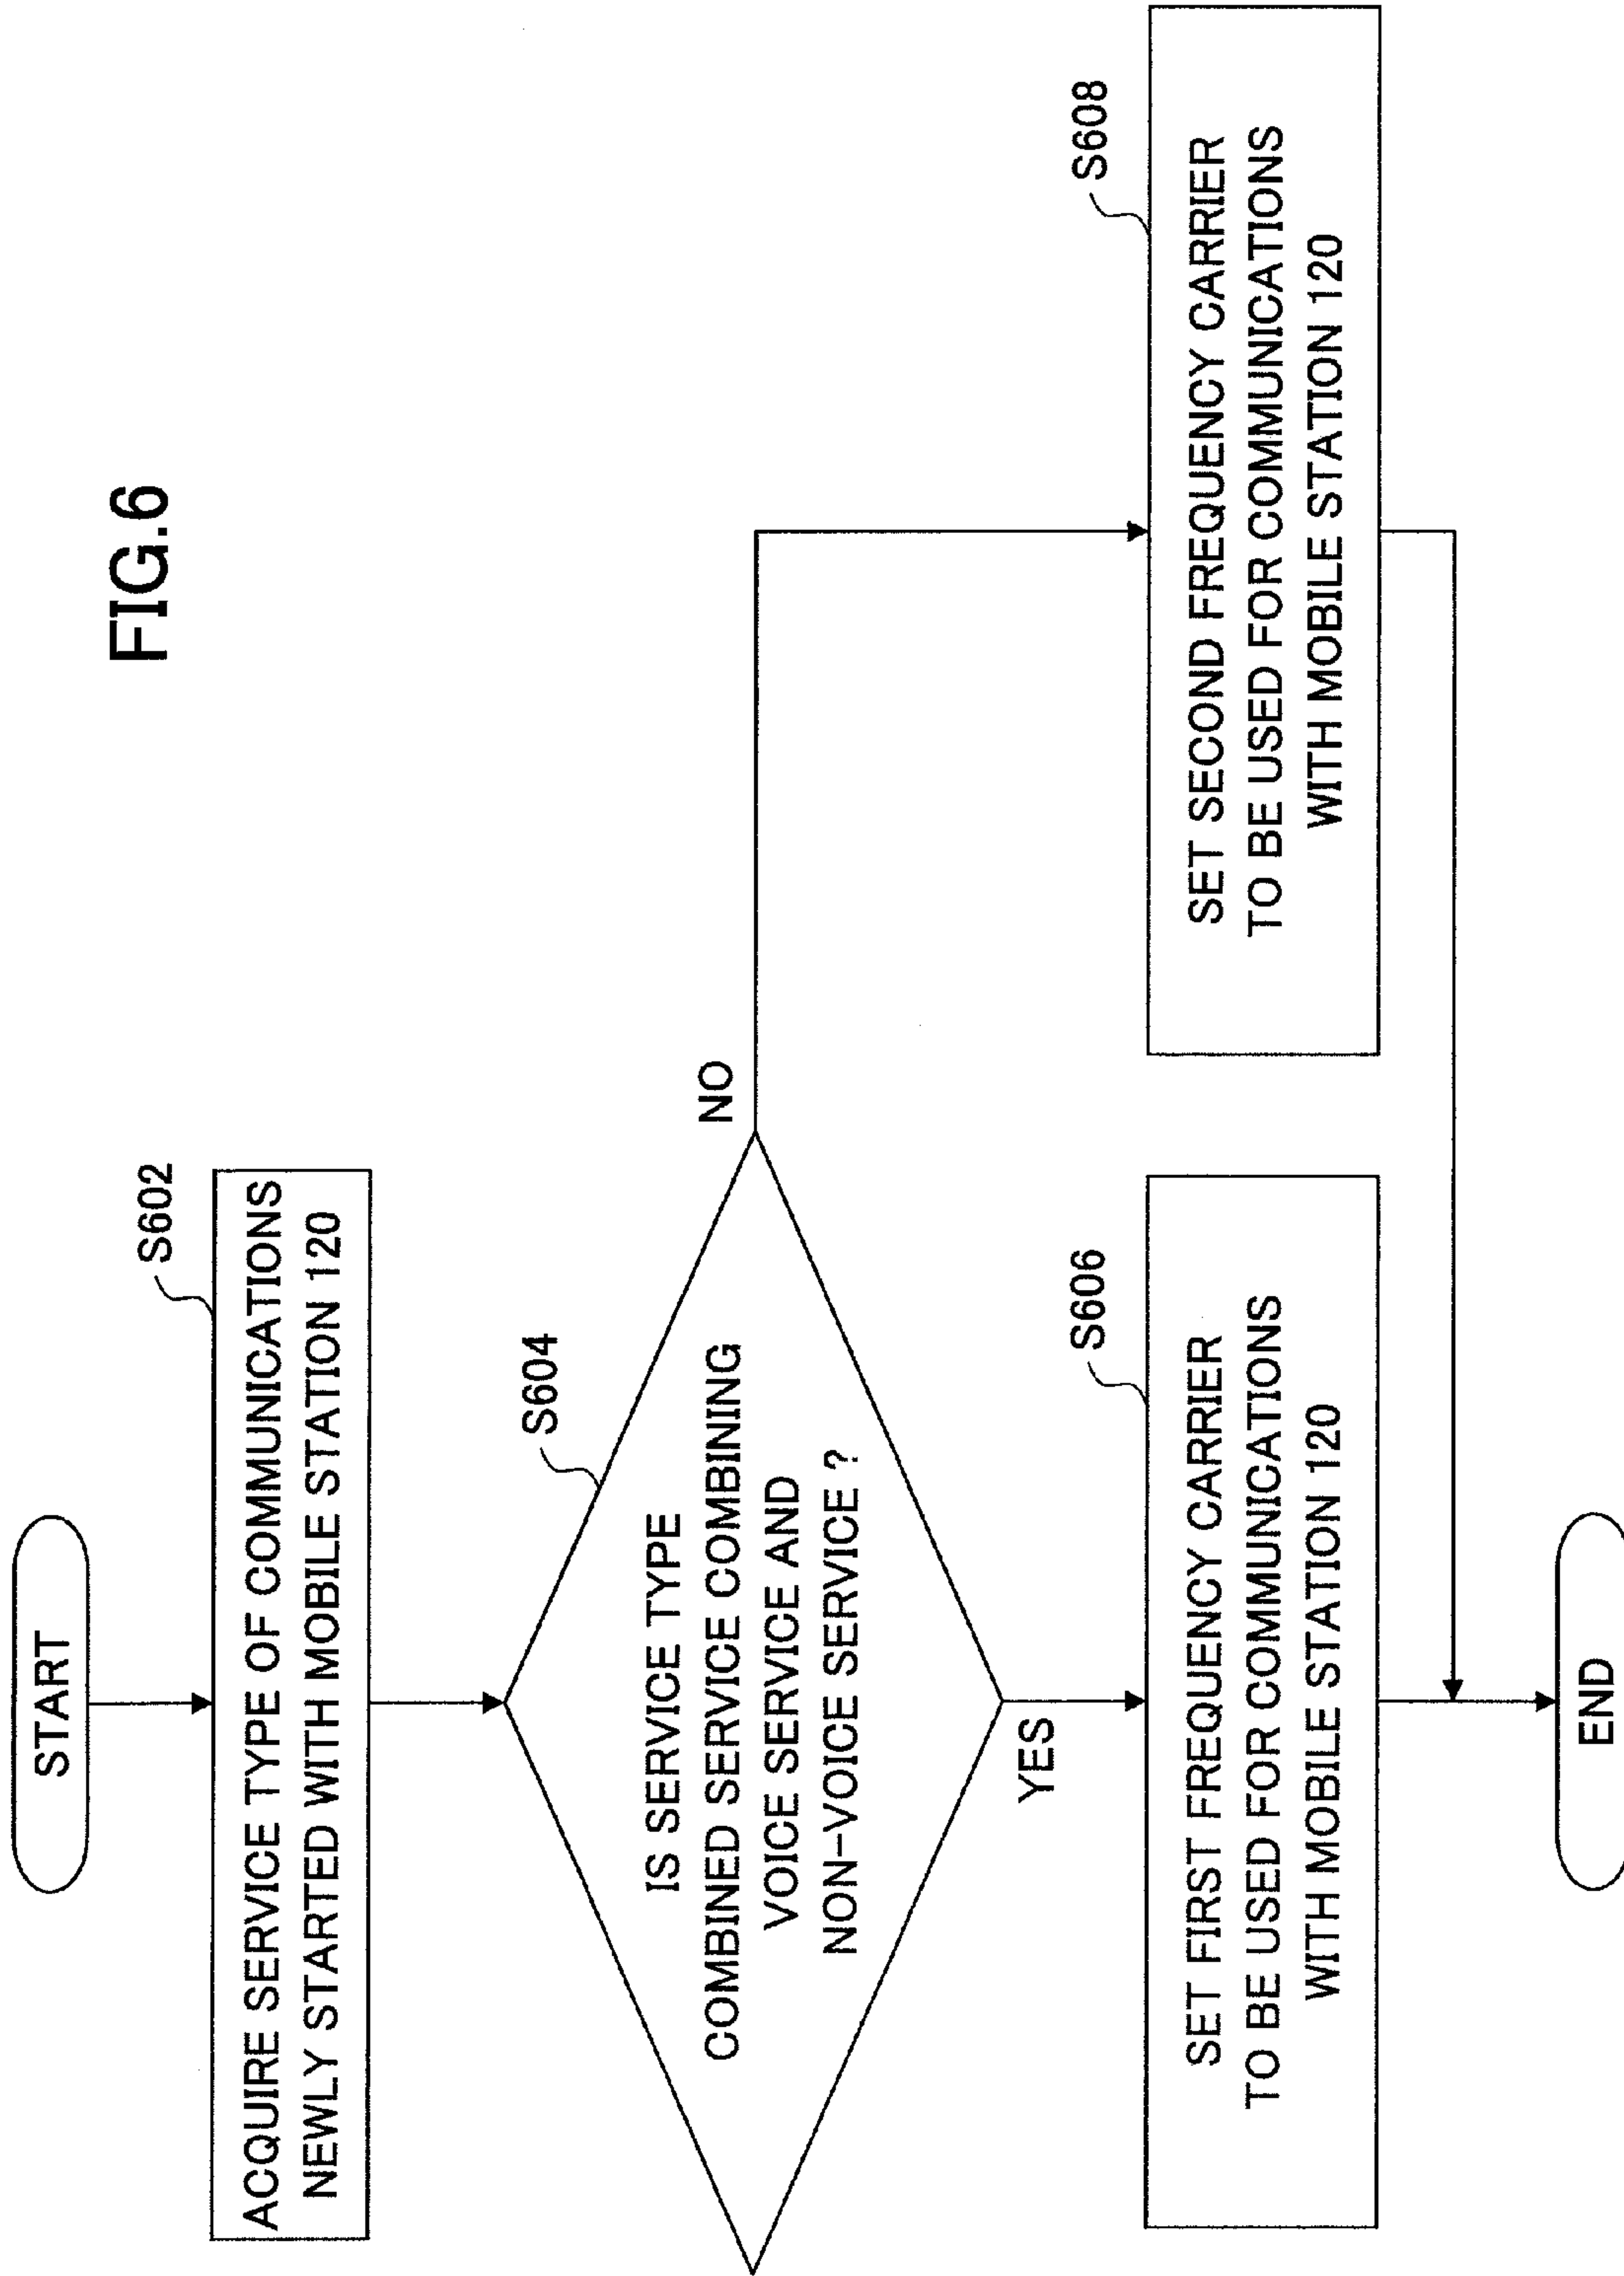 FIG.6
START
S602
ACQUIRE SERVICE TYPE OF COMMUNICATIONS
NEWLY STARTED WITH MOBILE STATION 120
S604
IS SERVICE TYPE
COMBINED SERVICE COMBINING
VOICE SERVICE AND
NON-VOICE SERVICE ?
NO
YES
S606
SET FIRST FREQUENCY CARRIER
TO BE USED FOR COMMUNICATIONS
WITH MOBILE STATION 120
S608
SET SECOND FREQUENCY CARRIER
TO BE USED FOR COMMUNICATIONS
WITH MOBILE STATION 120
END